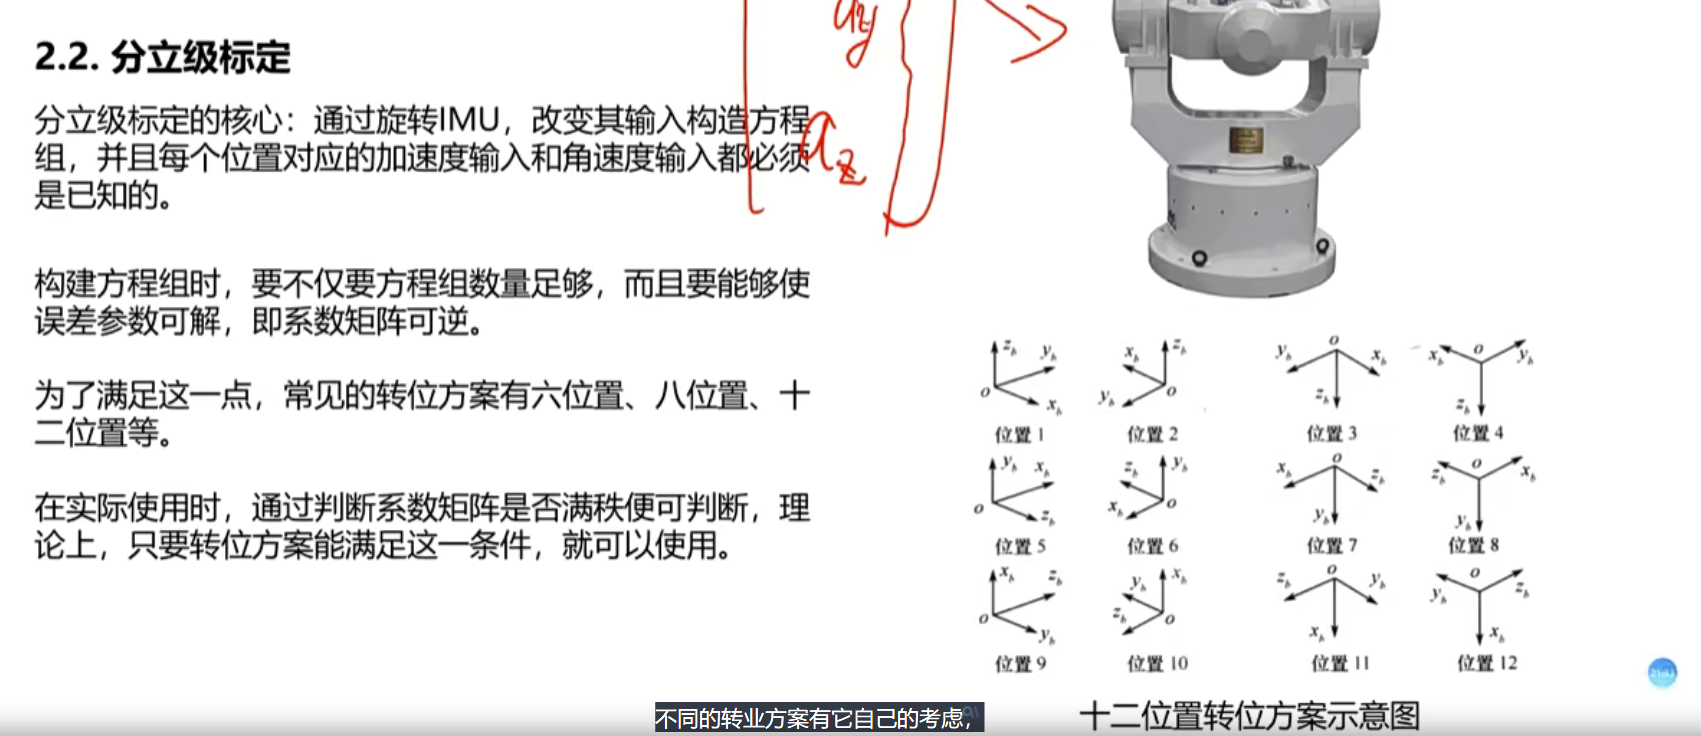 2.2. 分立级标定
分立级标定的核心：通过旋转IMU，改变其输入构造方程
组，并且每个位置对应的加速度输入和角速度输入都必须
是已知的。
构建方程组时，要不仅要方程组数量足够，而且要能够使
误差参数可解，即系数矩阵可逆。
为了满足这一点，常见的转位方案有六位置、八位置、十
二位置等。
在实际使用时，通过判断系数矩阵是否满秩便可判断，理
论上，只要转位方案能满足这一条件，就可以使用。
ay
az
z_b y_b o x_b
位置 1
x_b z_b y_b o
位置 2
y_b o x_b z_b
位置 3
x_b o y_b z_b
位置 4
y_b x_b o z_b
位置 5
z_b y_b x_b o
位置 6
x_b o z_b y_b
位置 7
z_b o x_b y_b
位置 8
x_b z_b o y_b
位置 9
y_b x_b z_b o
位置 10
z_b o y_b x_b
位置 11
y_b o z_b x_b
位置 12
十二位置转位方案示意图
不同的转业方案有它自己的考虑，